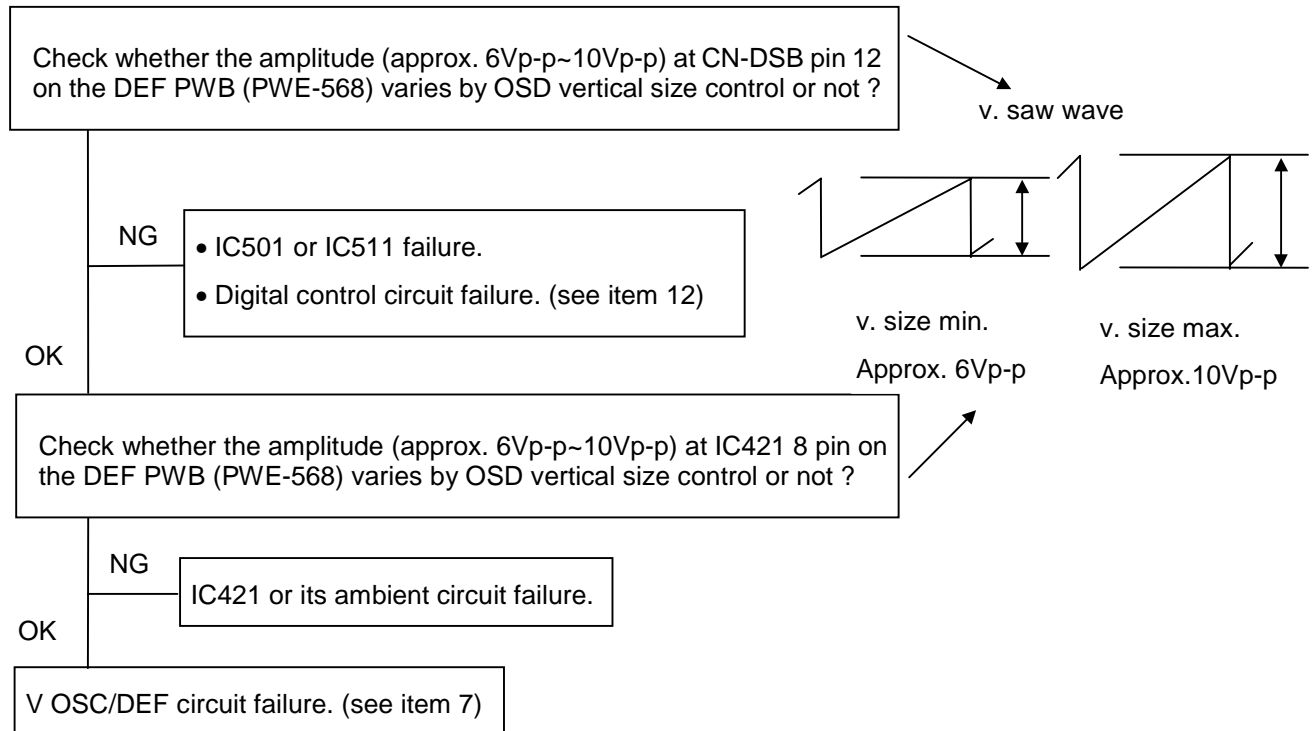 Check whether the amplitude (approx. 6Vp-p~10Vp-p) at CN-DSB pin 12
on the DEF PWB (PWE-568) varies by OSD vertical size control or not ?
v. saw wave
NG
• IC501 or IC511 failure.
• Digital control circuit failure. (see item 12)
v. size min.
Approx. 6Vp-p
v. size max.
Approx.10Vp-p
OK
Check whether the amplitude (approx. 6Vp-p~10Vp-p) at IC421 8 pin on
the DEF PWB (PWE-568) varies by OSD vertical size control or not ?
NG
IC421 or its ambient circuit failure.
OK
V OSC/DEF circuit failure. (see item 7)